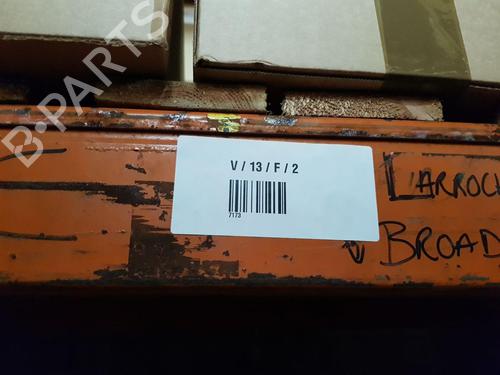 B-PARTS
V / 13 / F / 2
7173
LARROCH
BROAD